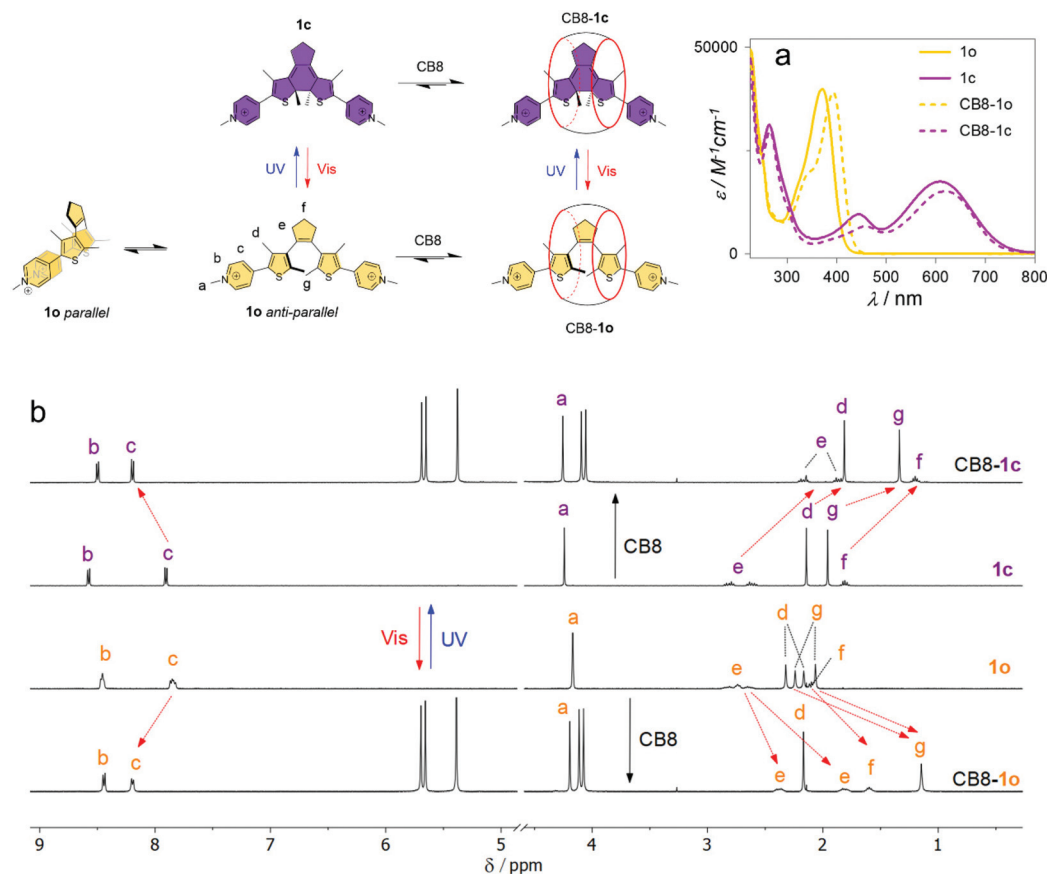 1c
CB8-1c
CB8
UV
Vis
UV
Vis
f
e
d
c
b
a
g
S
S
S
S
S
S
S
S
N
N
N
N
N
N
N
N
CB8
1o parallel
1o anti-parallel
CB8-1o
a
50000
0
ε / M⁻¹cm⁻¹
300 400 500 600 700 800
λ / nm
1o
1c
CB8-1o
CB8-1c
b
b c a e d g f CB8-1c
CB8
b c a e d g f 1c
Vis UV
b c a e d g f 1o
CB8
b c a e d e f g CB8-1o
9 8 7 6 5 4 3 2 1
δ / ppm